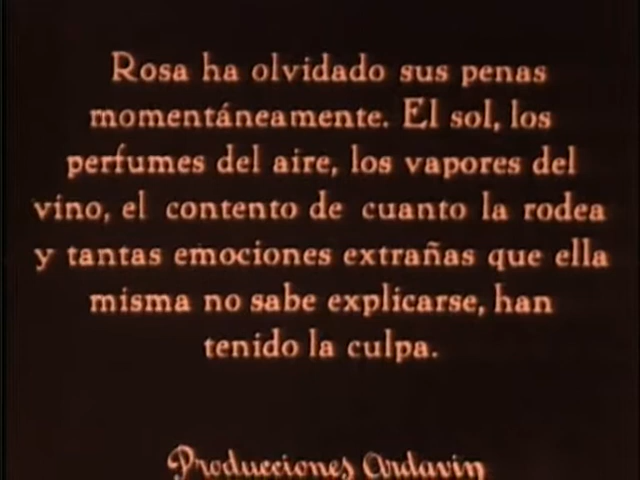 Rosa ha olvidado sus penas
momentáneamente. El sol, los
perfumes del aire, los vapores del
vino, el contento de cuanto la rodea
y tantas emociones extrañas que ella
misma no sabe explicarse, han
tenido la culpa.
Producciones Ardavin